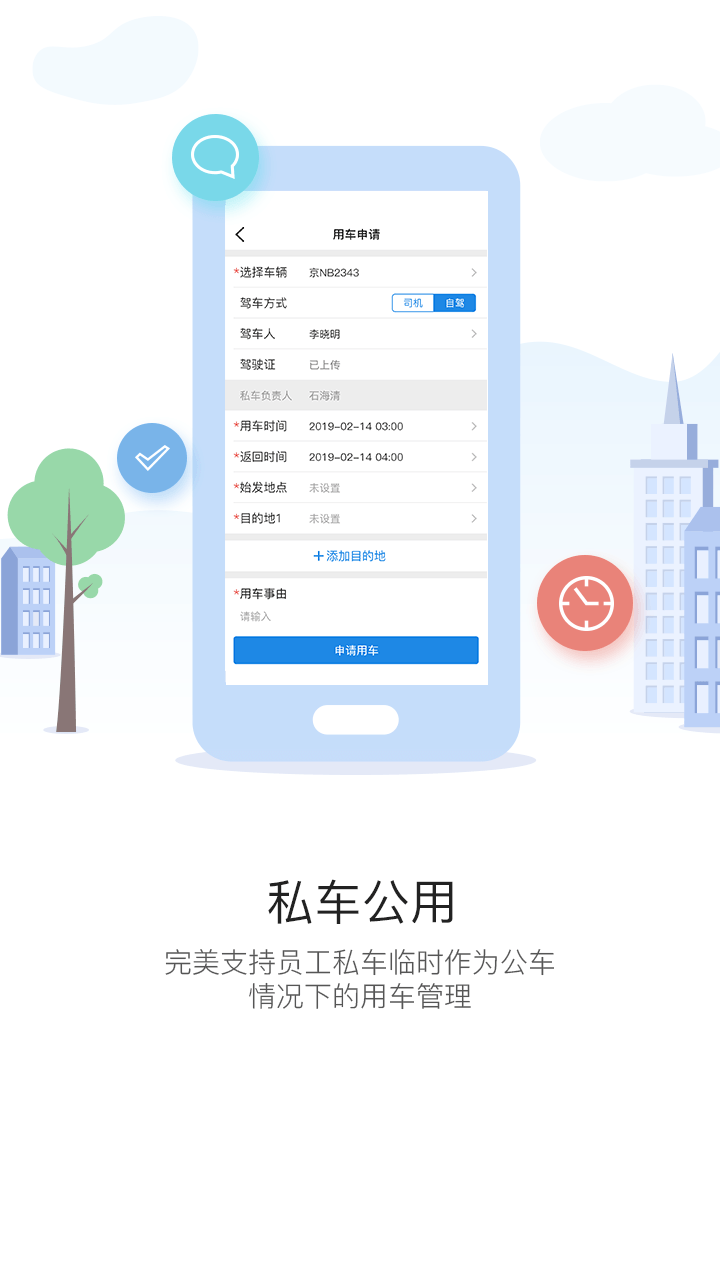 用车申请
*选择车辆 京NB2343
驾车方式 司机 自驾
驾车人 李晓明
驾驶证 已上传
私车负责人 石海清
*用车时间 2019-02-14 03:00
*返回时间 2019-02-14 04:00
*始发地点 未设置
*目的地1 未设置
+添加目的地
*用车事由
请输入
申请用车
私车公用
完美支持员工私车临时作为公车
情况下的用车管理